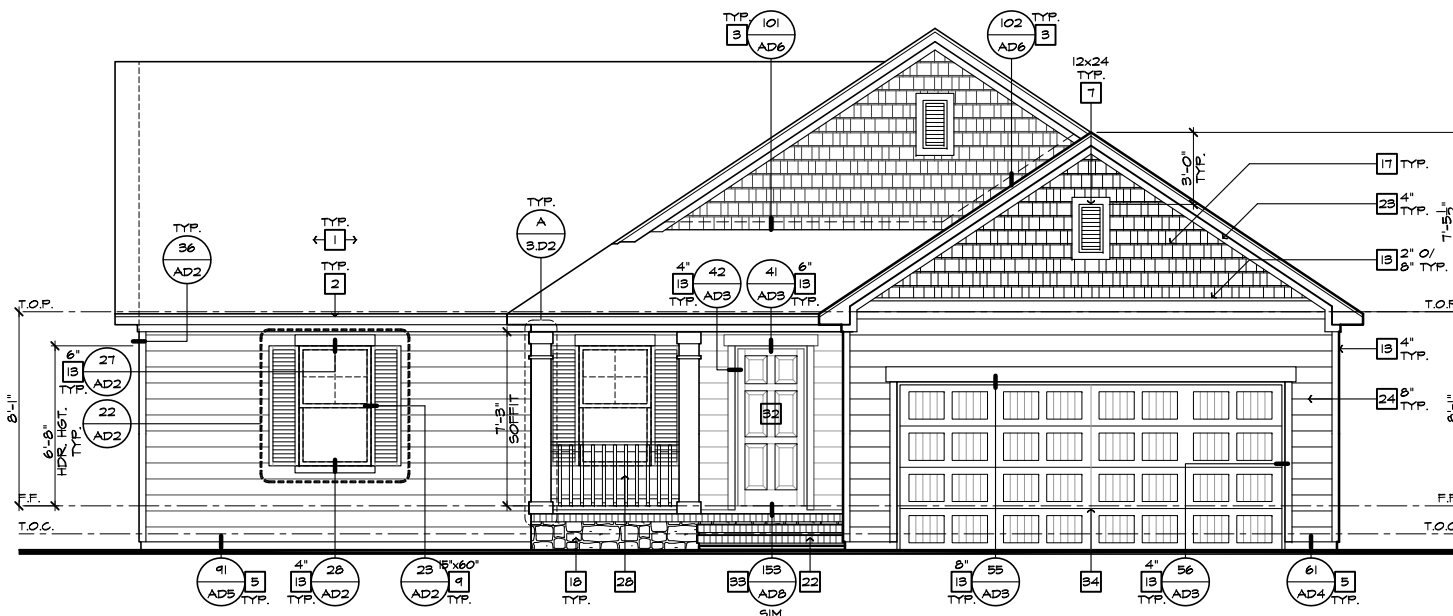 TYP.
3
101
AD6
102
AD6
TYP.
3
12x24
TYP.
7
3'-0"
TYP.
17 TYP.
23 4"
TYP.
13 2" O/
8" TYP.
7'-5½"
TYP.
36
AD2
TYP.
1
TYP.
2
TYP.
A
3.D2
4"
13
TYP.
42
AD3
41
AD3
6"
13
TYP.
T.O.P.
T.O.P.
13 4"
TYP.
6"
13
TYP.
27
AD2
22
AD2
8'-1"
6'-8"
HDR. HGT.
TYP.
7'-3"
SOFFIT
32
24 8"
TYP.
8'-1"
F.F.
F.F.
T.O.C.
T.O.C.
91
AD5
5
TYP.
4"
13
TYP.
28
AD2
23
AD2
15"x60"
9
TYP.
18
TYP.
28
33
153
AD8
SIM.
22
8"
13
TYP.
55
AD3
34
4"
13
TYP.
56
AD3
61
AD4
5
TYP.